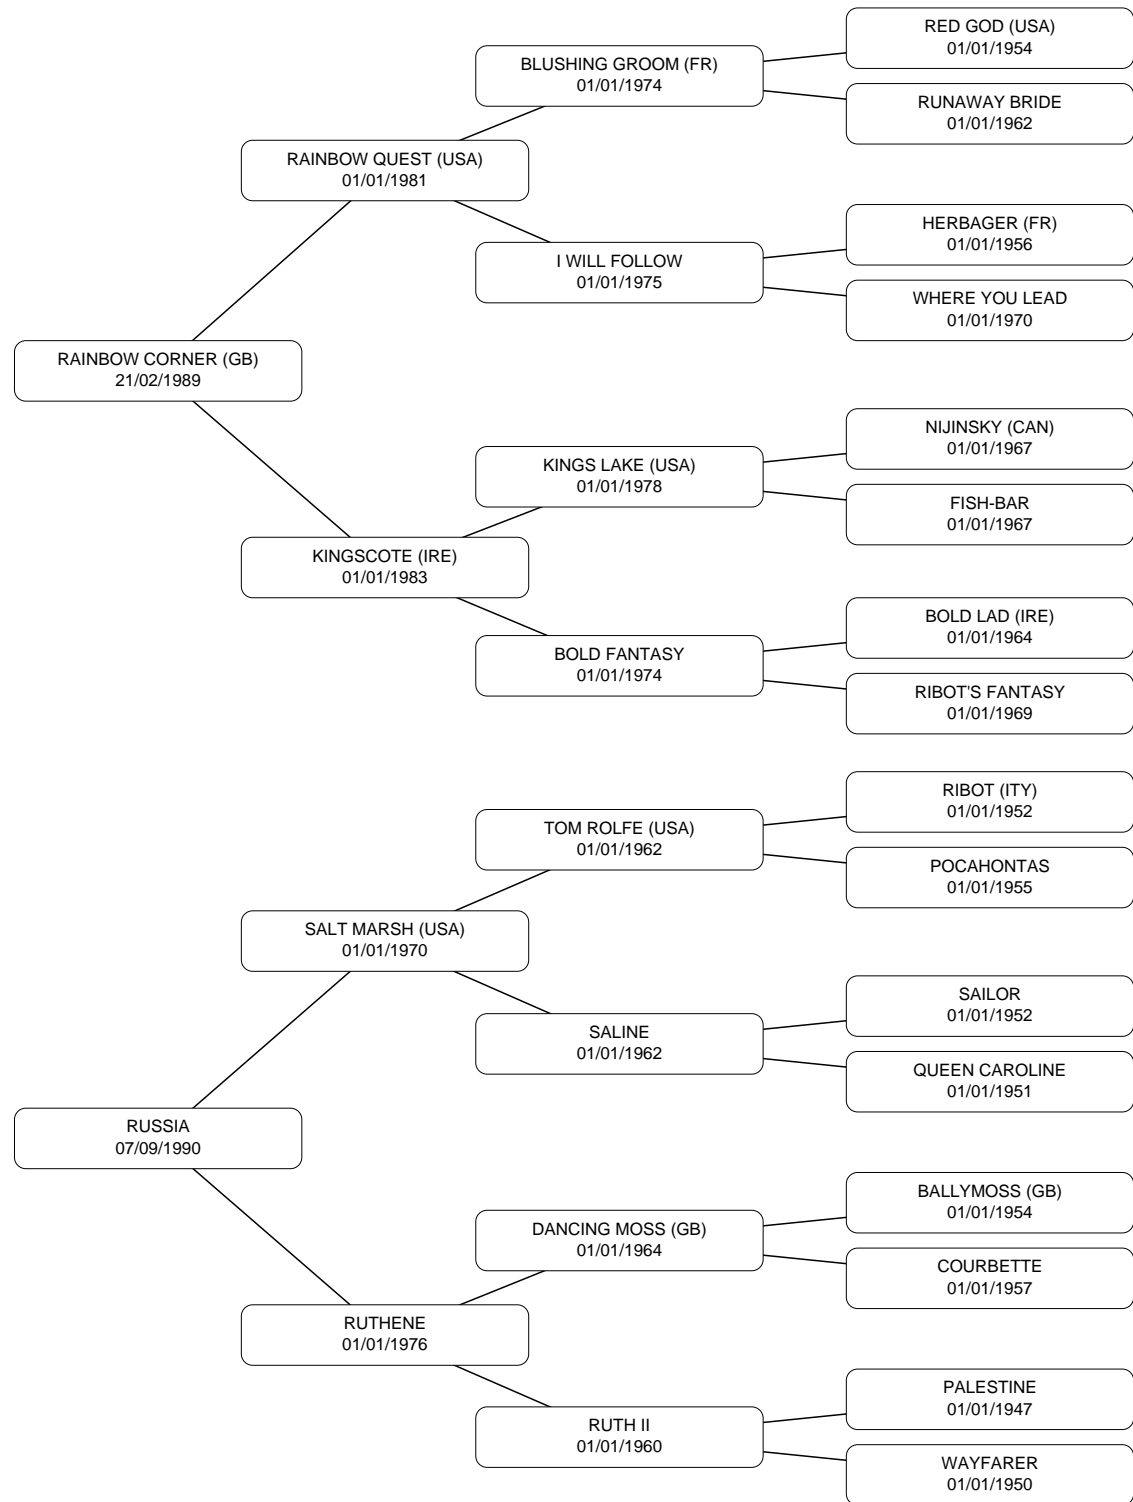 RED GOD (USA)
01/01/1954
BLUSHING GROOM (FR)
01/01/1974
RUNAWAY BRIDE
01/01/1962
RAINBOW QUEST (USA)
01/01/1981
HERBAGER (FR)
01/01/1956
I WILL FOLLOW
01/01/1975
WHERE YOU LEAD
01/01/1970
RAINBOW CORNER (GB)
21/02/1989
NIJINSKY (CAN)
01/01/1967
KINGS LAKE (USA)
01/01/1978
FISH-BAR
01/01/1967
KINGSCOTE (IRE)
01/01/1983
BOLD LAD (IRE)
01/01/1964
BOLD FANTASY
01/01/1974
RIBOT'S FANTASY
01/01/1969
RIBOT (ITY)
01/01/1952
TOM ROLFE (USA)
01/01/1962
POCAHONTAS
01/01/1955
SALT MARSH (USA)
01/01/1970
SAILOR
01/01/1952
SALINE
01/01/1962
QUEEN CAROLINE
01/01/1951
RUSSIA
07/09/1990
BALLYMOSS (GB)
01/01/1954
DANCING MOSS (GB)
01/01/1964
COURBETTE
01/01/1957
RUTHENE
01/01/1976
PALESTINE
01/01/1947
RUTH II
01/01/1960
WAYFARER
01/01/1950